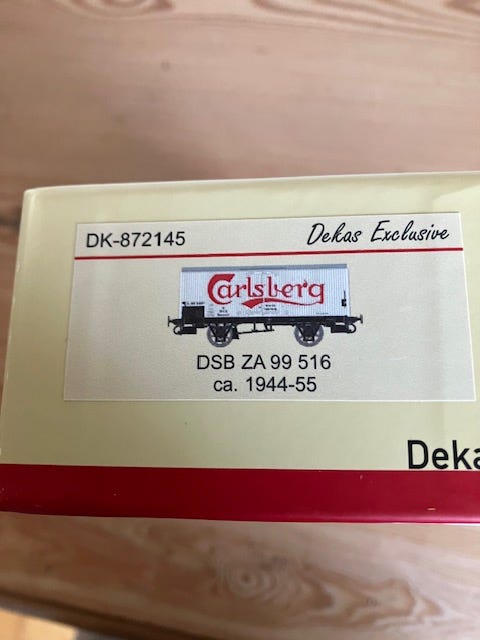 DK-872145
Dekas Exclusive
Carlsberg
DSB ZA 99 516
ca. 1944-55
Deka